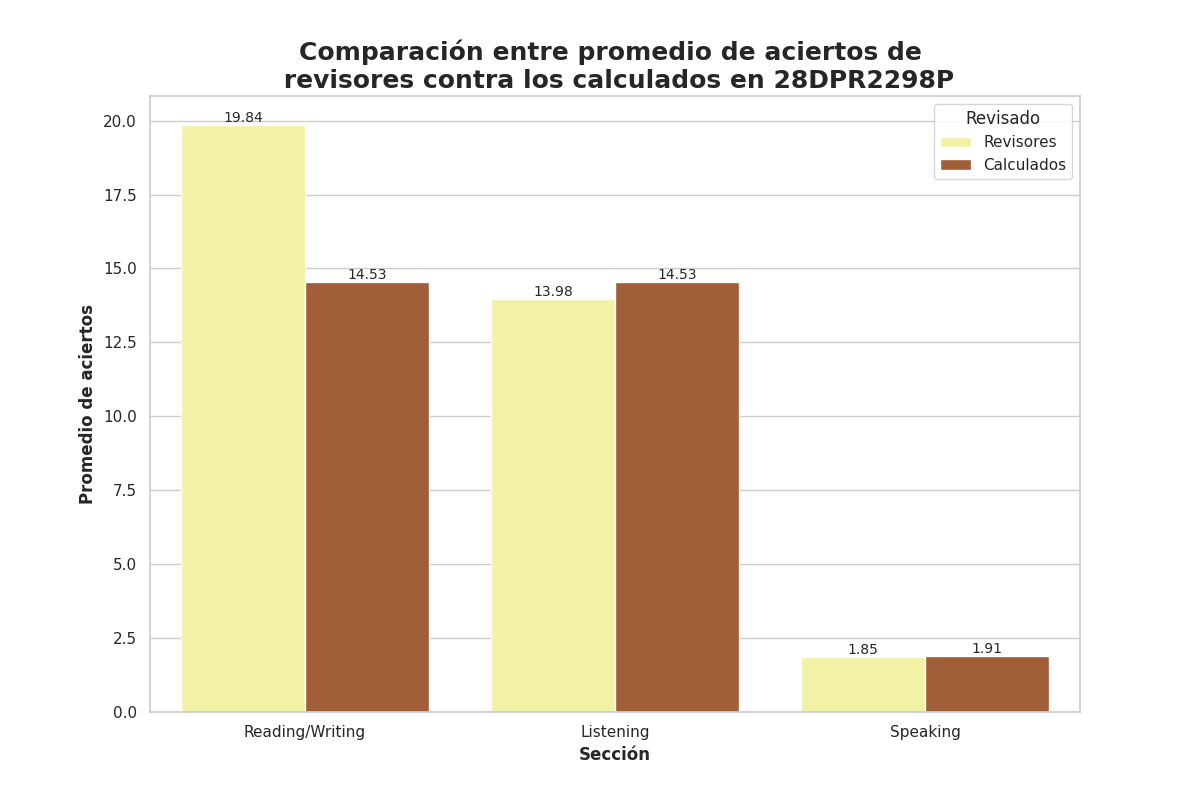 Comparación entre promedio de aciertos de
revisores contra los calculados en 28DPR2298P
Revisado
Revisores
Calculados
Promedio de aciertos
20.0
17.5
15.0
12.5
10.0
7.5
5.0
2.5
0.0
19.84
14.53
13.98
14.53
1.85
1.91
Reading/Writing
Listening
Speaking
Sección